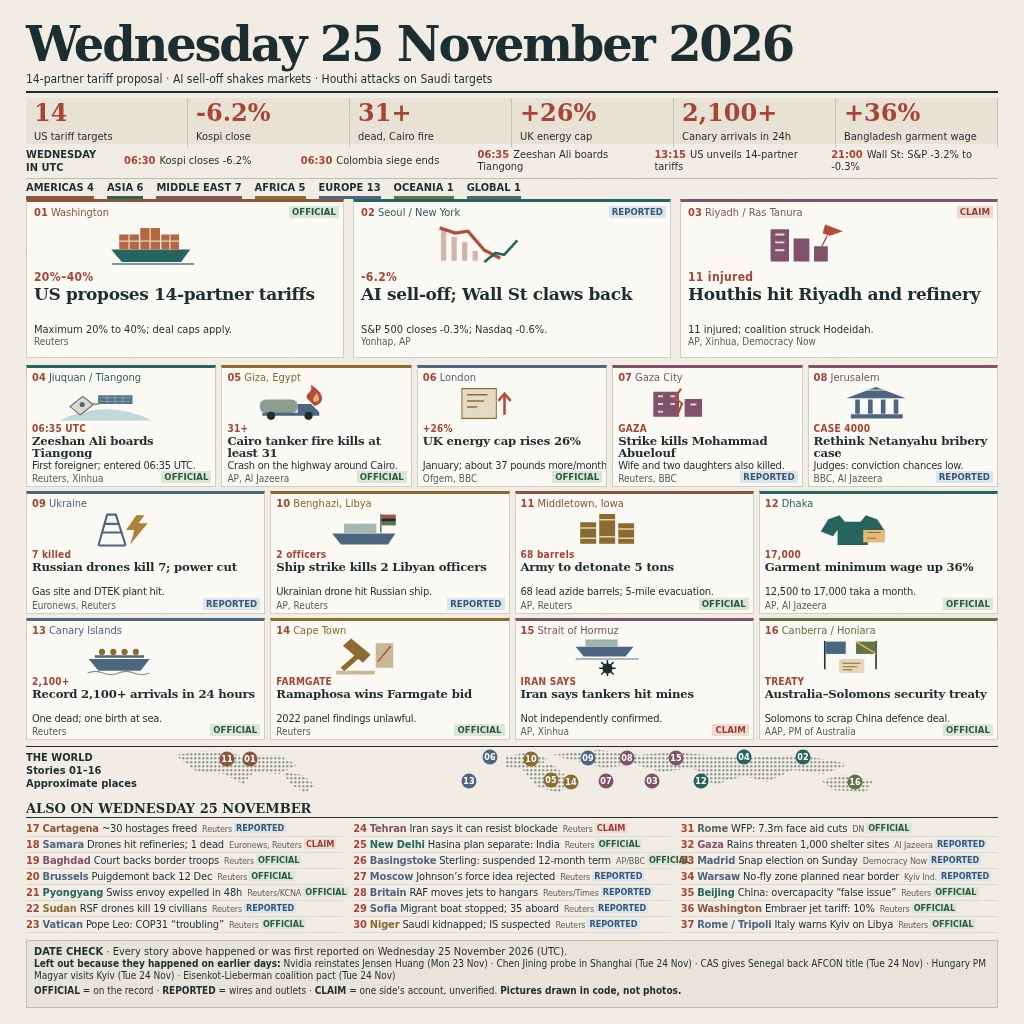 Wednesday 25 November 2026
14-partner tariff proposal · AI sell-off shakes markets · Houthi attacks on Saudi targets
14
US tariff targets
-6.2%
Kospi close
31+
dead, Cairo fire
+26%
UK energy cap
2,100+
Canary arrivals in 24h
+36%
Bangladesh garment wage
WEDNESDAY
IN UTC
06:30 Kospi closes -6.2%
06:30 Colombia siege ends
06:35 Zeeshan Ali boards
Tiangong
13:15 US unveils 14-partner
tariffs
21:00 Wall St: S&P -3.2% to
-0.3%
AMERICAS 4 ASIA 6 MIDDLE EAST 7 AFRICA 5 EUROPE 13 OCEANIA 1 GLOBAL 1
01 Washington OFFICIAL
20%–40%
US proposes 14-partner tariffs
Maximum 20% to 40%; deal caps apply.
Reuters
02 Seoul / New York REPORTED
-6.2%
AI sell-off; Wall St claws back
S&P 500 closes -0.3%; Nasdaq -0.6%.
Yonhap, AP
03 Riyadh / Ras Tanura CLAIM
11 injured
Houthis hit Riyadh and refinery
11 injured; coalition struck Hodeidah.
AP, Xinhua, Democracy Now
04 Jiuquan / Tiangong
06:35 UTC
Zeeshan Ali boards
Tiangong
First foreigner; entered 06:35 UTC.
Reuters, Xinhua OFFICIAL
05 Giza, Egypt
31+
Cairo tanker fire kills at
least 31
Crash on the highway around Cairo.
AP, Al Jazeera OFFICIAL
06 London
+26%
UK energy cap rises 26%
January; about 37 pounds more/month
Ofgem, BBC OFFICIAL
07 Gaza City
GAZA
Strike kills Mohammad
Abuelouf
Wife and two daughters also killed.
Reuters, BBC REPORTED
08 Jerusalem
CASE 4000
Rethink Netanyahu bribery
case
Judges: conviction chances low.
BBC, Al Jazeera REPORTED
09 Ukraine
7 killed
Russian drones kill 7; power cut
Gas site and DTEK plant hit.
Euronews, Reuters REPORTED
10 Benghazi, Libya
2 officers
Ship strike kills 2 Libyan officers
Ukrainian drone hit Russian ship.
AP, Reuters REPORTED
11 Middletown, Iowa
68 barrels
Army to detonate 5 tons
68 lead azide barrels; 5-mile evacuation.
AP, Reuters OFFICIAL
12 Dhaka
17,000
Garment minimum wage up 36%
12,500 to 17,000 taka a month.
AP, Al Jazeera OFFICIAL
13 Canary Islands
2,100+
Record 2,100+ arrivals in 24 hours
One dead; one birth at sea.
Reuters OFFICIAL
14 Cape Town
FARMGATE
Ramaphosa wins Farmgate bid
2022 panel findings unlawful.
Reuters OFFICIAL
15 Strait of Hormuz
IRAN SAYS
Iran says tankers hit mines
Not independently confirmed.
AP, Xinhua CLAIM
16 Canberra / Honiara
TREATY
Australia–Solomons security treaty
Solomons to scrap China defence deal.
AAP, PM of Australia OFFICIAL
THE WORLD
Stories 01–16
Approximate places
11 01 06 10 09 08 15 04 02
13 05 14 07 03 12 16
ALSO ON WEDNESDAY 25 NOVEMBER
17 Cartagena ~30 hostages freed Reuters REPORTED
18 Samara Drones hit refineries; 1 dead Euronews, Reuters CLAIM
19 Baghdad Court backs border troops Reuters OFFICIAL
20 Brussels Puigdemont back 12 Dec Reuters OFFICIAL
21 Pyongyang Swiss envoy expelled in 48h Reuters/KCNA OFFICIAL
22 Sudan RSF drones kill 19 civilians Reuters REPORTED
23 Vatican Pope Leo: COP31 “troubling” Reuters OFFICIAL
24 Tehran Iran says it can resist blockade Reuters CLAIM
25 New Delhi Hasina plan separate: India Reuters OFFICIAL
26 Basingstoke Sterling: suspended 12-month term AP/BBC OFFICIAL
27 Moscow Johnson’s force idea rejected Reuters REPORTED
28 Britain RAF moves jets to hangars Reuters/Times REPORTED
29 Sofia Migrant boat stopped; 35 aboard Reuters REPORTED
30 Niger Saudi kidnapped; IS suspected Reuters REPORTED
31 Rome WFP: 7.3m face aid cuts DN OFFICIAL
32 Gaza Rains threaten 1,000 shelter sites Al Jazeera REPORTED
33 Madrid Snap election on Sunday Democracy Now REPORTED
34 Warsaw No-fly zone planned near border Kyiv Ind. REPORTED
35 Beijing China: overcapacity “false issue” Reuters OFFICIAL
36 Washington Embraer jet tariff: 10% Reuters OFFICIAL
37 Rome / Tripoli Italy warns Kyiv on Libya Reuters OFFICIAL
DATE CHECK · Every story above happened or was first reported on Wednesday 25 November 2026 (UTC).
Left out because they happened on earlier days: Nvidia reinstates Jensen Huang (Mon 23 Nov) · Chen Jining probe in Shanghai (Tue 24 Nov) · CAS gives Senegal back AFCON title (Tue 24 Nov) · Hungary PM
Magyar visits Kyiv (Tue 24 Nov) · Eisenkot-Lieberman coalition pact (Tue 24 Nov)
OFFICIAL = on the record · REPORTED = wires and outlets · CLAIM = one side's account, unverified. Pictures drawn in code, not photos.